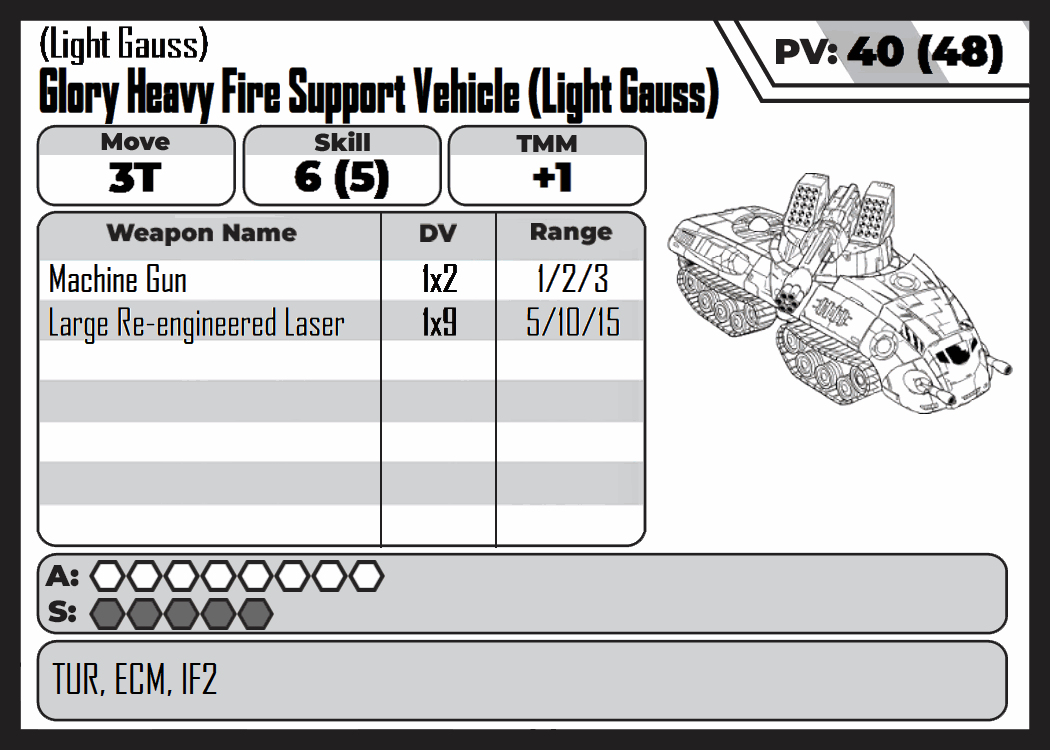 (Light Gauss)
Glory Heavy Fire Support Vehicle (Light Gauss)
PV: 40 (48)
Move Skill TMM
3T 6 (5) +1
Weapon Name DV Range
Machine Gun 1x2 1/2/3
Large Re-engineered Laser 1x9 5/10/15
A:
S:
TUR, ECM, IF2